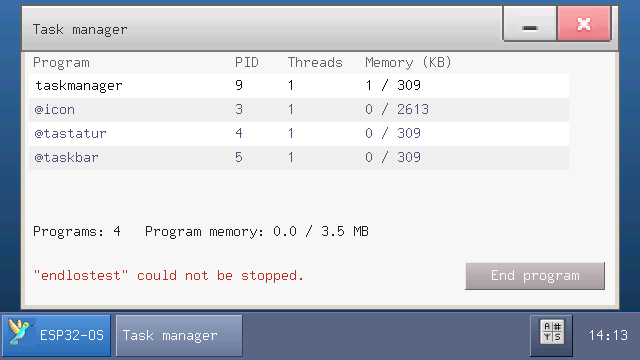 Task manager
Program PID Threads Memory (KB)
taskmanager 9 1 1 / 309
@icon 3 1 0 / 2613
@tastatur 4 1 0 / 309
@taskbar 5 1 0 / 309
Programs: 4 Program memory: 0.0 / 3.5 MB
"endlostest" could not be stopped.
End program
ESP32-OS Task manager A# TS 14:13